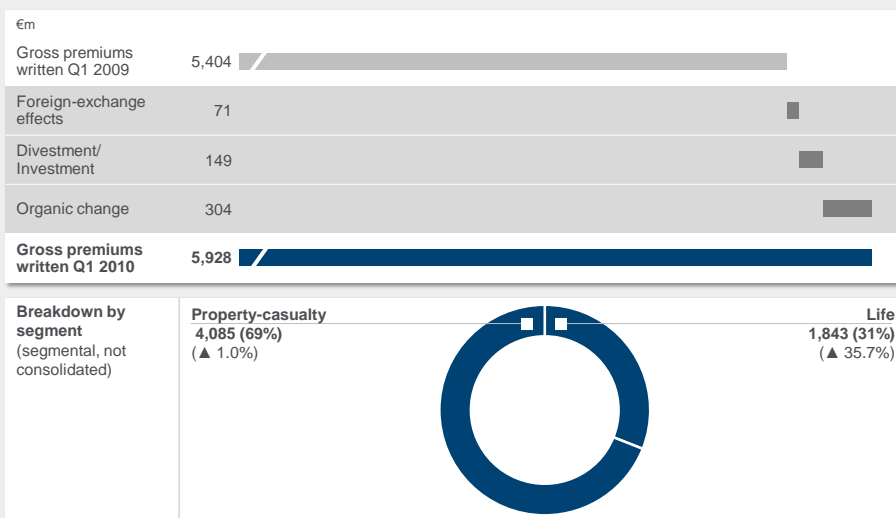 €m
Gross premiums
written Q1 2009
5,404
Foreign-exchange
effects
71
Divestment/
Investment
149
Organic change
304
Gross premiums
written Q1 2010
5,928
Breakdown by
segment
(segmental, not
consolidated)
Property-casualty
4,085 (69%)
(▲ 1.0%)
Life
1,843 (31%)
(▲ 35.7%)